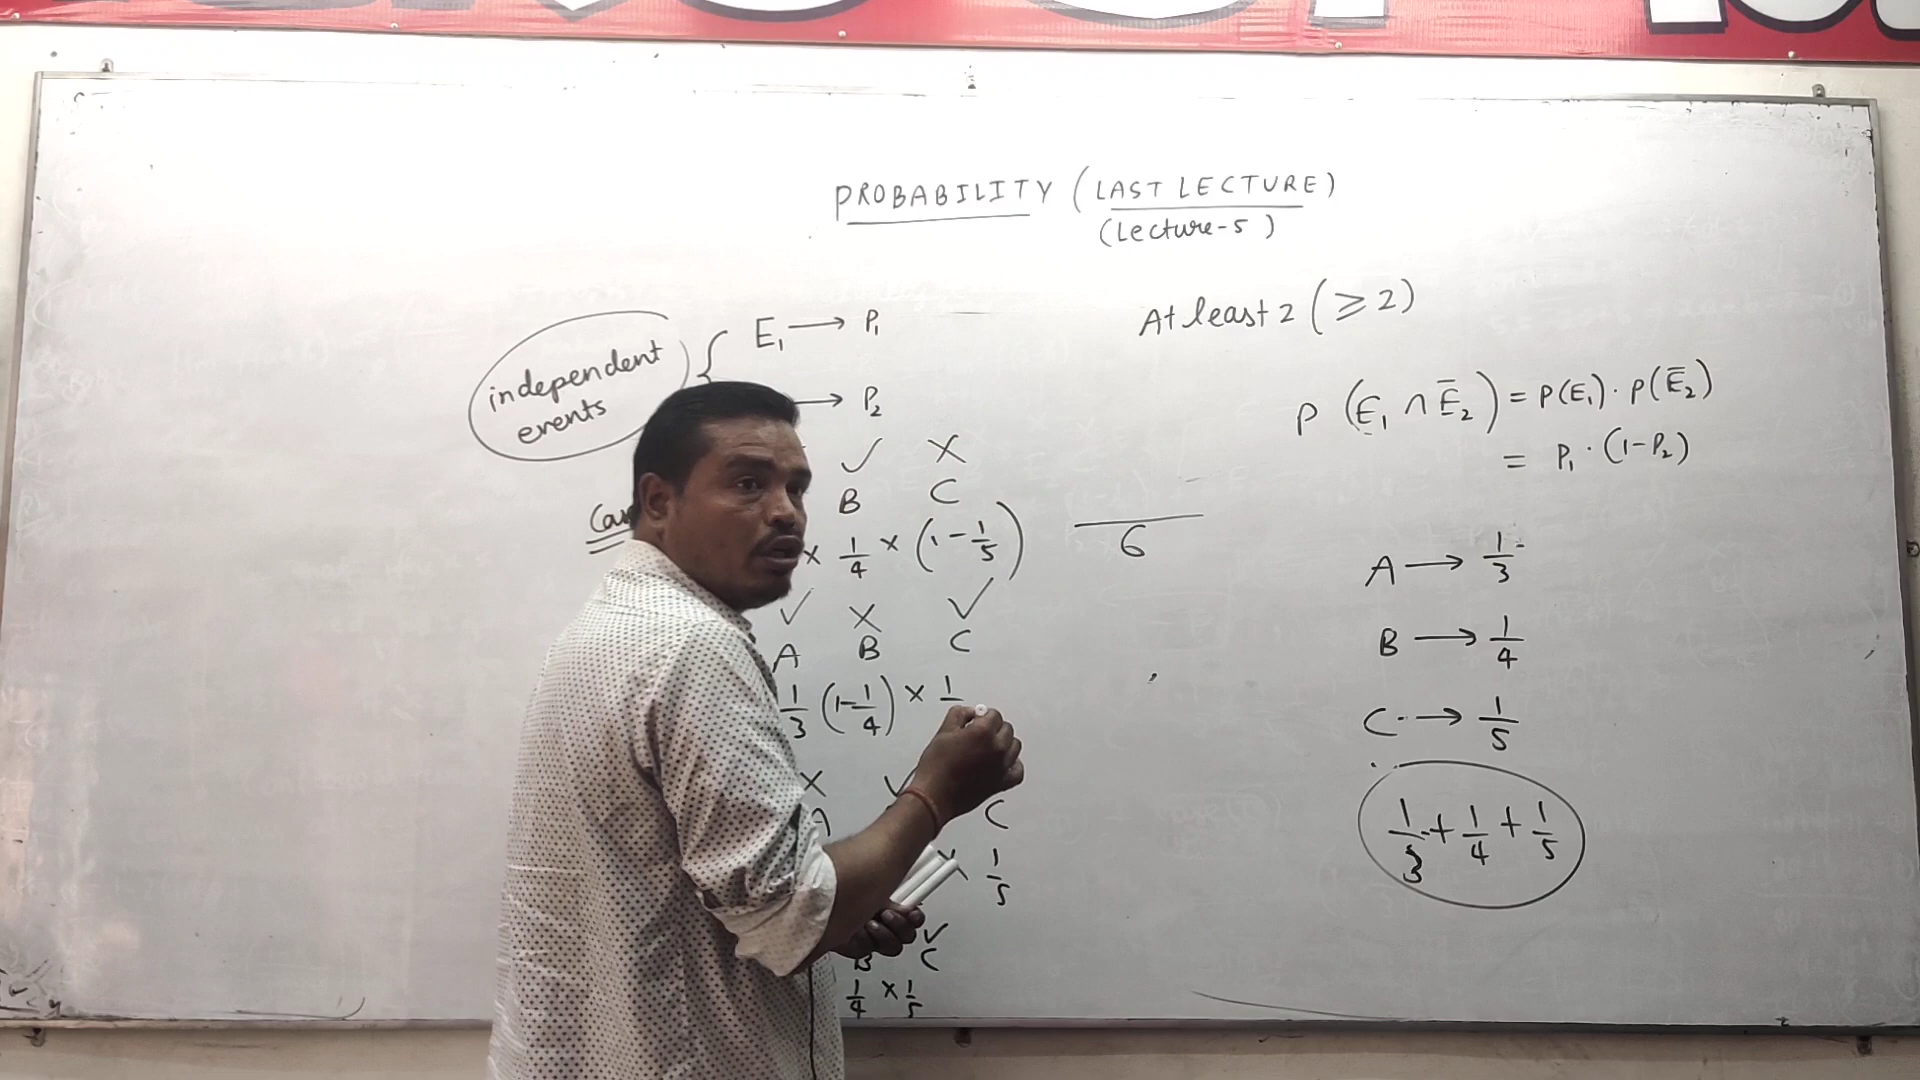 PROBABILITY (LAST LECTURE)
(Lecture-5)
At least 2 (≥ 2)
independent
events
E₁ → P₁
→ P₂
P (E₁ ∩ E̅₂) = P(E₁) · P(E̅₂)
= P₁ · (1-P₂)
✓ X
B C
× 1/4 × (1 - 1/5)
6
✓ X ✓
A B C
1/3 (1-1/4) × 1
X
A C
× 1/5
✓
B C
1/4 × 1/5
A → 1/3
B → 1/4
C → 1/5
1/3 + 1/4 + 1/5